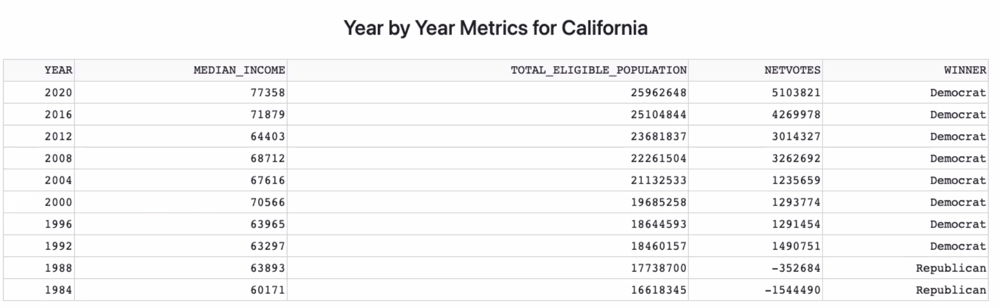 Year by Year Metrics for California
YEAR MEDIAN_INCOME TOTAL_ELIGIBLE_POPULATION NETVOTES WINNER
2020 77358 25962648 5103821 Democrat
2016 71879 25104844 4269978 Democrat
2012 64403 23681837 3014327 Democrat
2008 68712 22261504 3262692 Democrat
2004 67616 21132533 1235659 Democrat
2000 70566 19685258 1293774 Democrat
1996 63965 18644593 1291454 Democrat
1992 63297 18460157 1490751 Democrat
1988 63893 17738700 -352684 Republican
1984 60171 16618345 -1544490 Republican